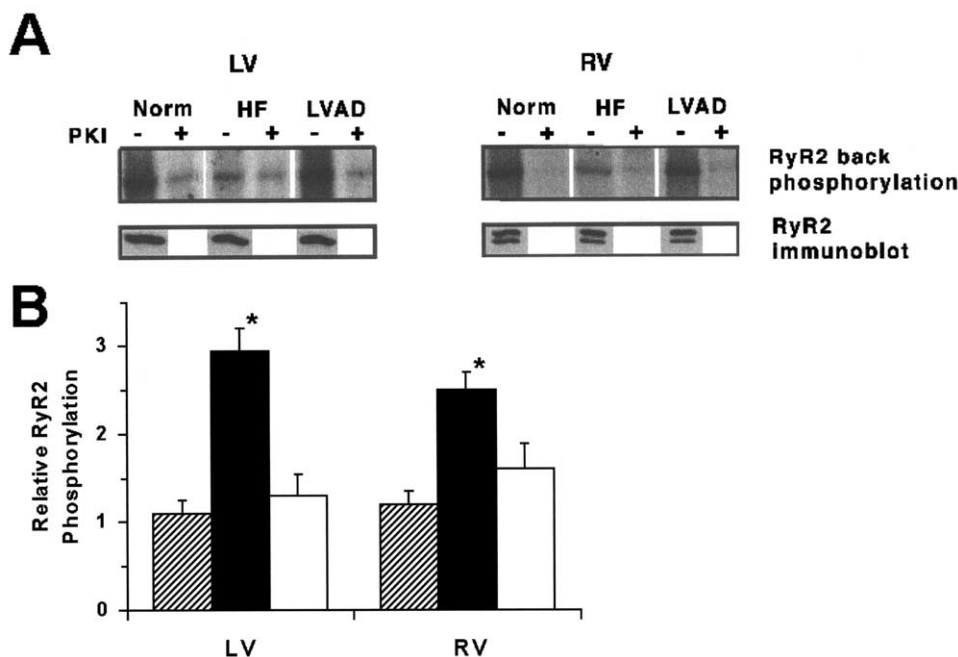 A
LV
RV
Norm HF LVAD
Norm HF LVAD
PKI - + - + - +
- + - + - +
RyR2 back
phosphorylation
RyR2
immunoblot
B
Relative RyR2
Phosphorylation
3
2
1
0
*
*
LV
RV